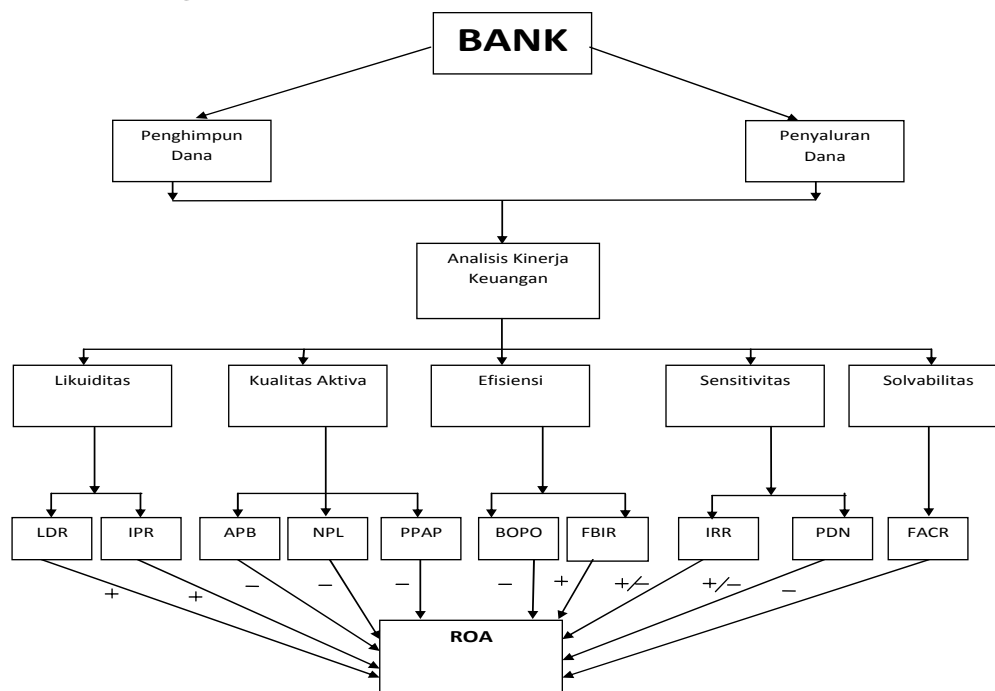 BANK
Penghimpun
Dana
Penyaluran
Dana
Analisis Kinerja
Keuangan
Likuiditas
Kualitas Aktiva
Efisiensi
Sensitivitas
Solvabilitas
LDR
IPR
APB
NPL
PPAP
BOPO
FBIR
IRR
PDN
FACR
+
+
−
−
−
−
+
+/−
+/−
−
ROA